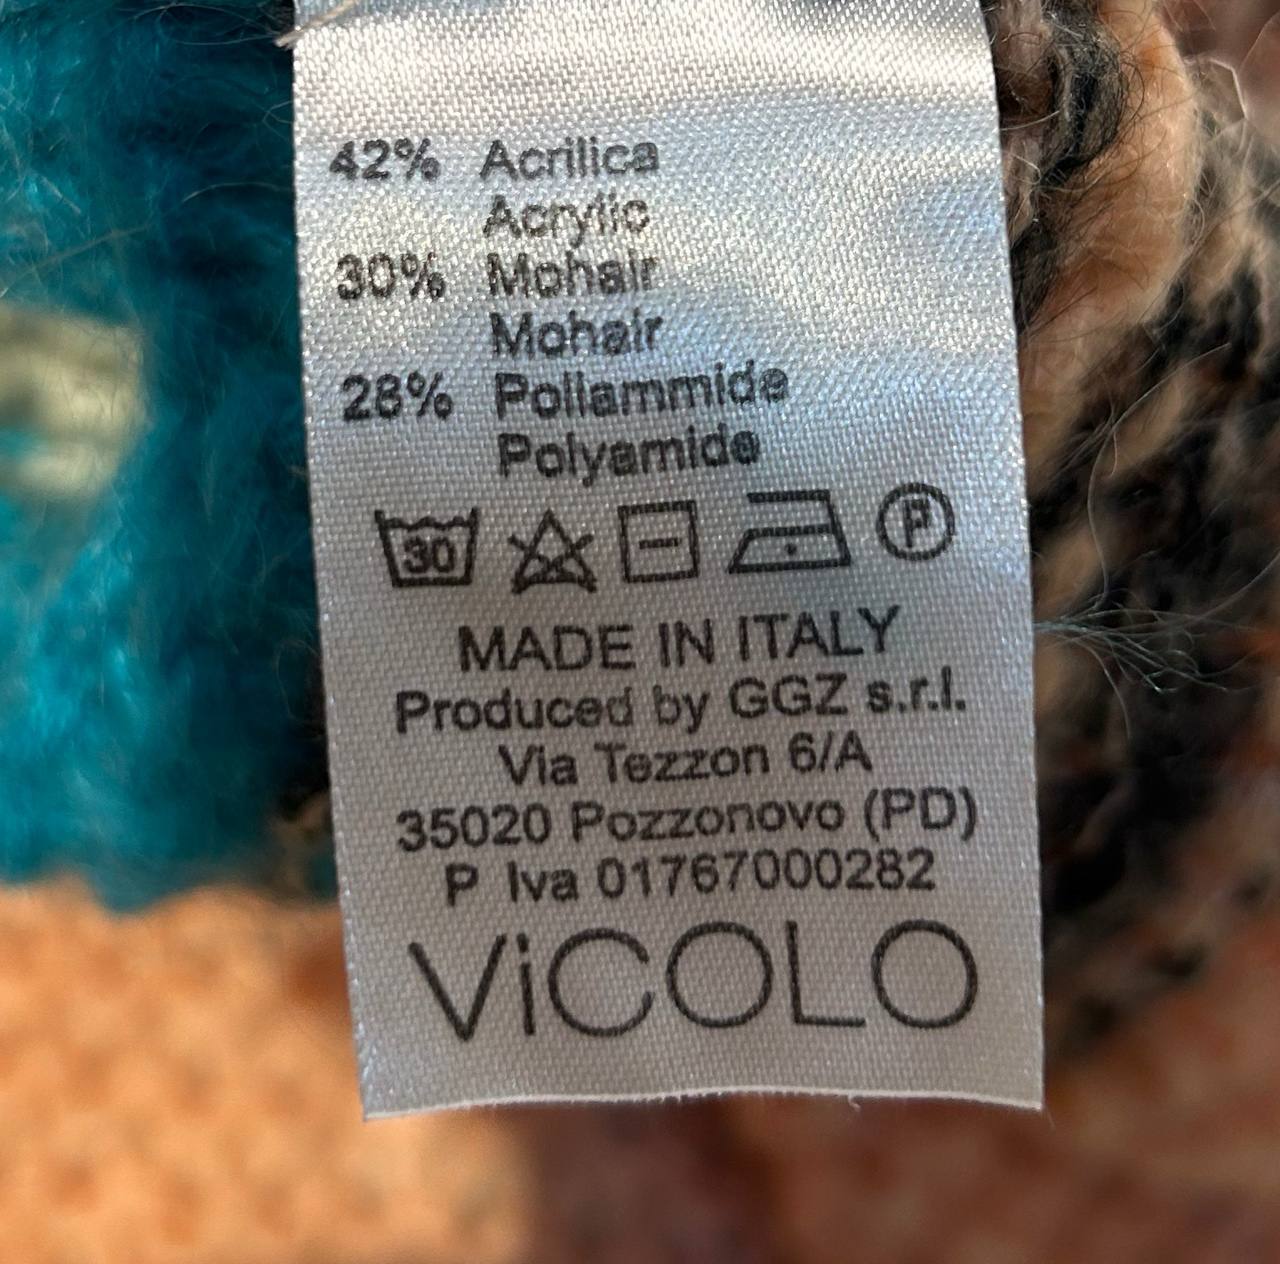 42% Acrilica
Acrylic
30% Mohair
Mohair
28% Poliammide
Polyamide
30 P
MADE IN ITALY
Produced by GGZ s.r.l.
Via Tezzon 6/A
35020 Pozzonovo (PD)
P Iva 01767000282
ViCOLO